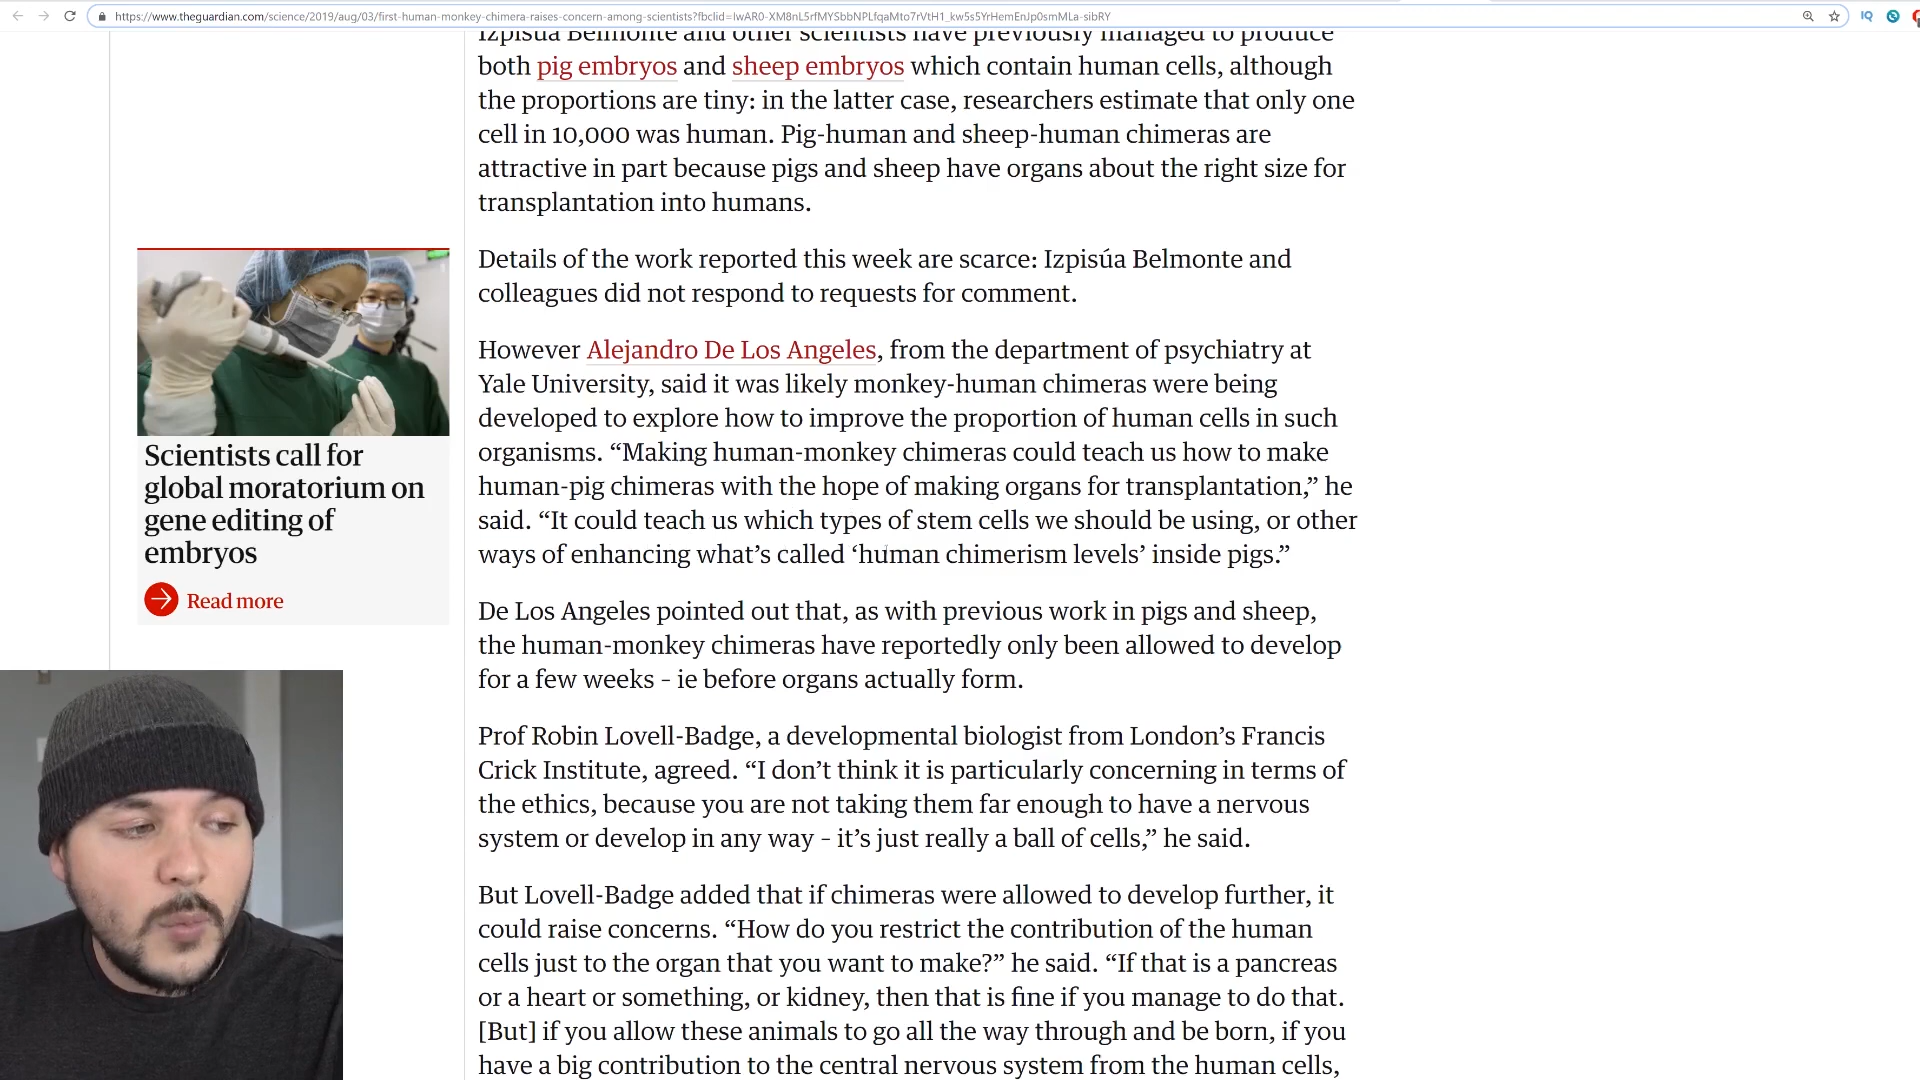 https://www.theguardian.com/science/2019/aug/03/first-human-monkey-chimera-raises-concern-among-scientists?fbclid=IwAR0-XM8nL5rfMYSbbNPLfqaMto7rVtH1_kw5s5YrHemEnJp0smMLa-sibRY
IQ
Izpisúa Belmonte and other scientists have previously managed to produce
both pig embryos and sheep embryos which contain human cells, although
the proportions are tiny: in the latter case, researchers estimate that only one
cell in 10,000 was human. Pig-human and sheep-human chimeras are
attractive in part because pigs and sheep have organs about the right size for
transplantation into humans.
Details of the work reported this week are scarce: Izpisúa Belmonte and
colleagues did not respond to requests for comment.
However Alejandro De Los Angeles, from the department of psychiatry at
Yale University, said it was likely monkey-human chimeras were being
developed to explore how to improve the proportion of human cells in such
organisms. “Making human-monkey chimeras could teach us how to make
human-pig chimeras with the hope of making organs for transplantation,” he
said. “It could teach us which types of stem cells we should be using, or other
ways of enhancing what’s called ‘human chimerism levels’ inside pigs.”
De Los Angeles pointed out that, as with previous work in pigs and sheep,
the human-monkey chimeras have reportedly only been allowed to develop
for a few weeks – ie before organs actually form.
Prof Robin Lovell-Badge, a developmental biologist from London’s Francis
Crick Institute, agreed. “I don’t think it is particularly concerning in terms of
the ethics, because you are not taking them far enough to have a nervous
system or develop in any way – it’s just really a ball of cells,” he said.
But Lovell-Badge added that if chimeras were allowed to develop further, it
could raise concerns. “How do you restrict the contribution of the human
cells just to the organ that you want to make?” he said. “If that is a pancreas
or a heart or something, or kidney, then that is fine if you manage to do that.
[But] if you allow these animals to go all the way through and be born, if you
have a big contribution to the central nervous system from the human cells,
Scientists call for
global moratorium on
gene editing of
embryos
Read more